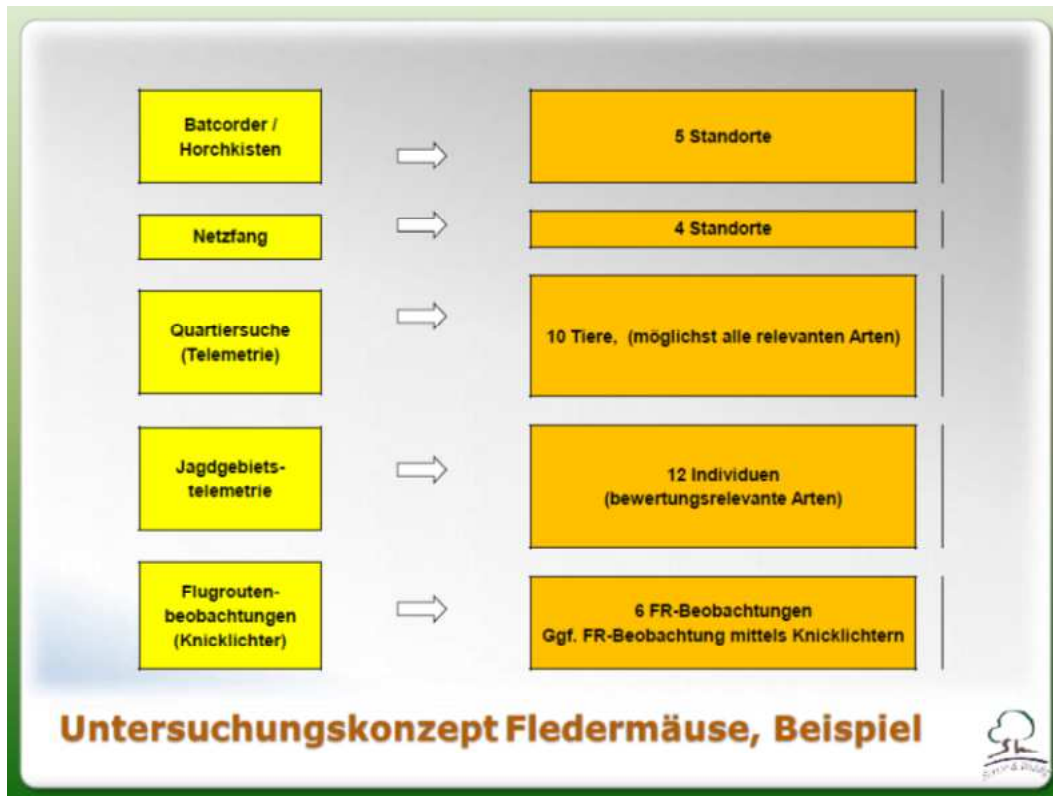 Batcorder /
Horchkisten
5 Standorte
Netzfang
4 Standorte
Quartiersuche
(Telemetrie)
10 Tiere, (möglichst alle relevanten Arten)
Jagdgebiets-
telemetrie
12 Individuen
(bewertungsrelevante Arten)
Flugrouten-
beobachtungen
(Knicklichter)
6 FR-Beobachtungen
Ggf. FR-Beobachtung mittels Knicklichtern
Untersuchungskonzept Fledermäuse, Beispiel